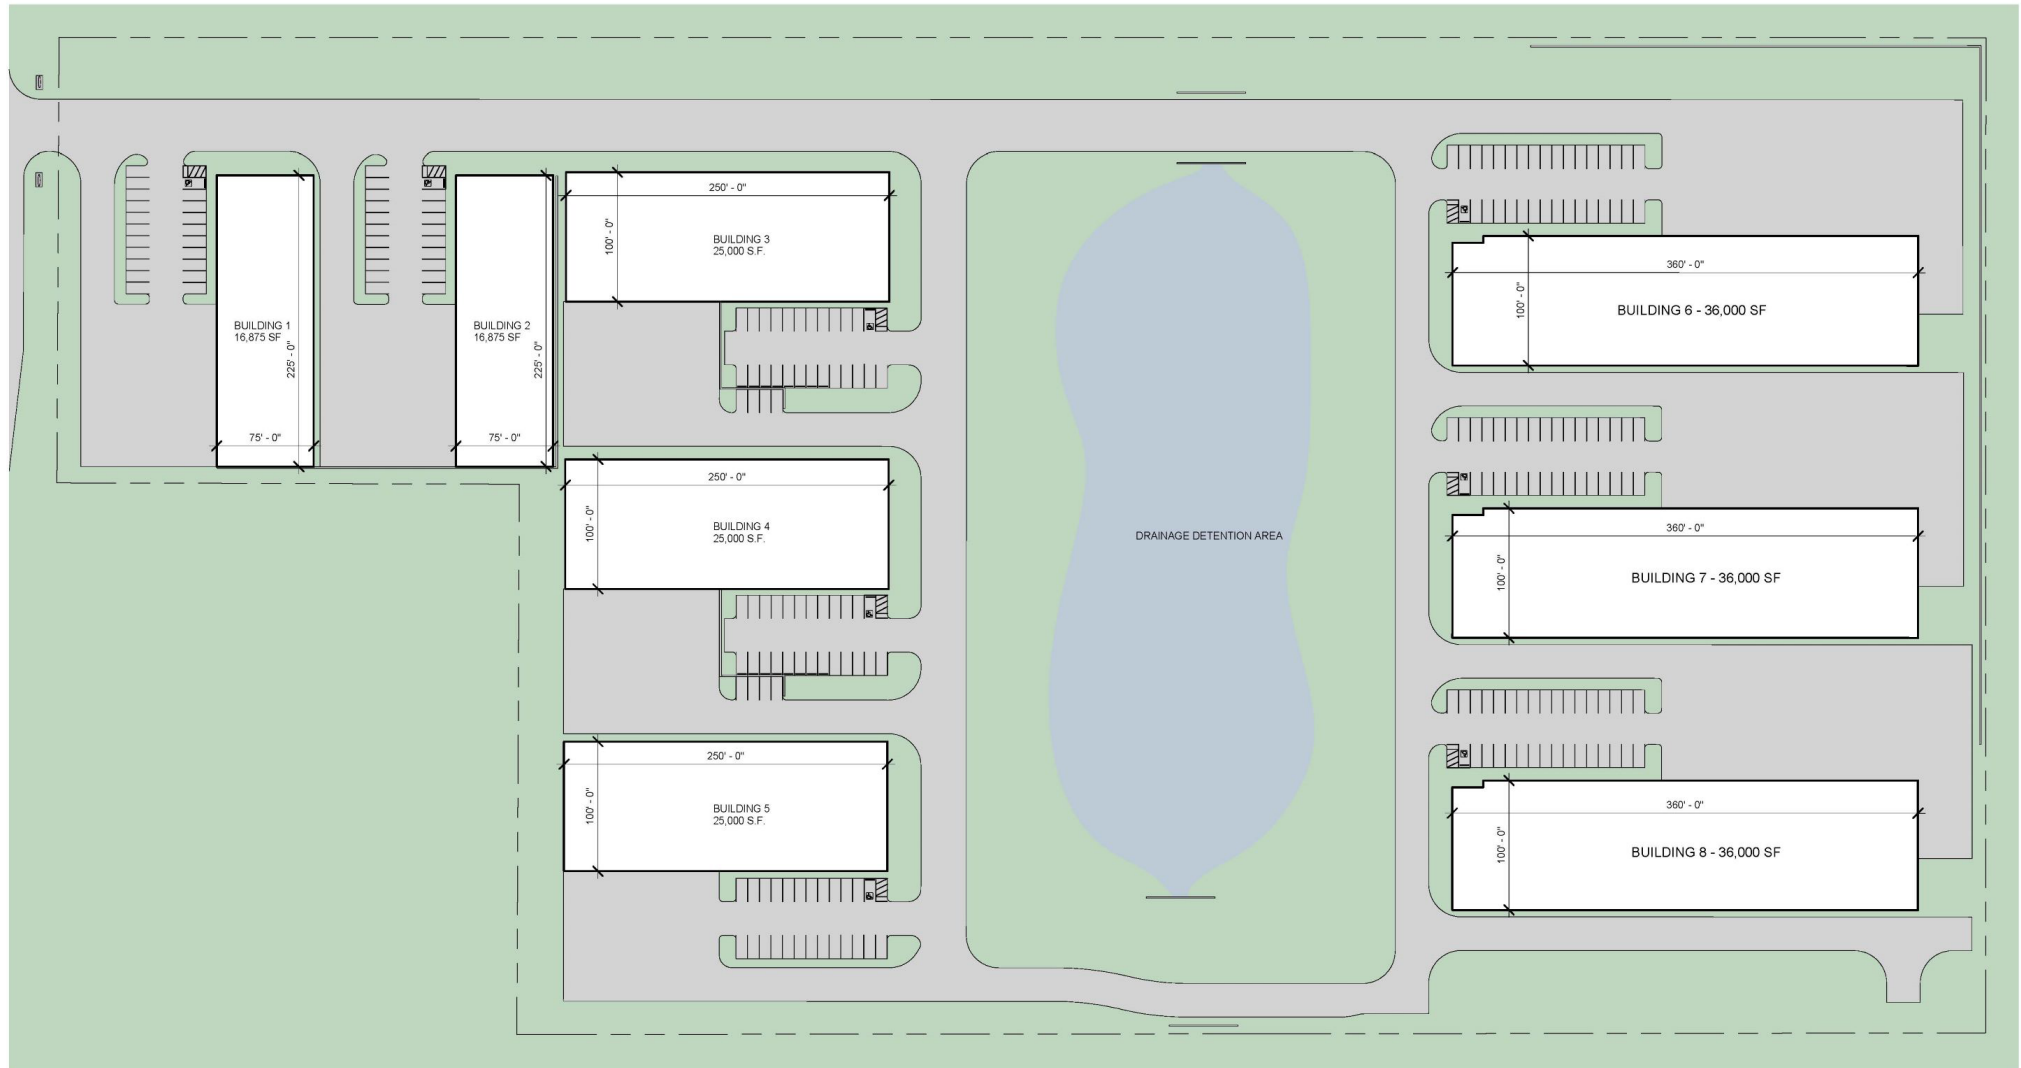 250' - 0"
100' - 0"
BUILDING 3
25,000 S.F.
BUILDING 1
16,875 SF
225' - 0"
75' - 0"
BUILDING 2
16,875 SF
225' - 0"
75' - 0"
250' - 0"
100' - 0"
BUILDING 4
25,000 S.F.
250' - 0"
100' - 0"
BUILDING 5
25,000 S.F.
DRAINAGE DETENTION AREA
360' - 0"
100' - 0"
BUILDING 6 - 36,000 SF
360' - 0"
100' - 0"
BUILDING 7 - 36,000 SF
360' - 0"
100' - 0"
BUILDING 8 - 36,000 SF